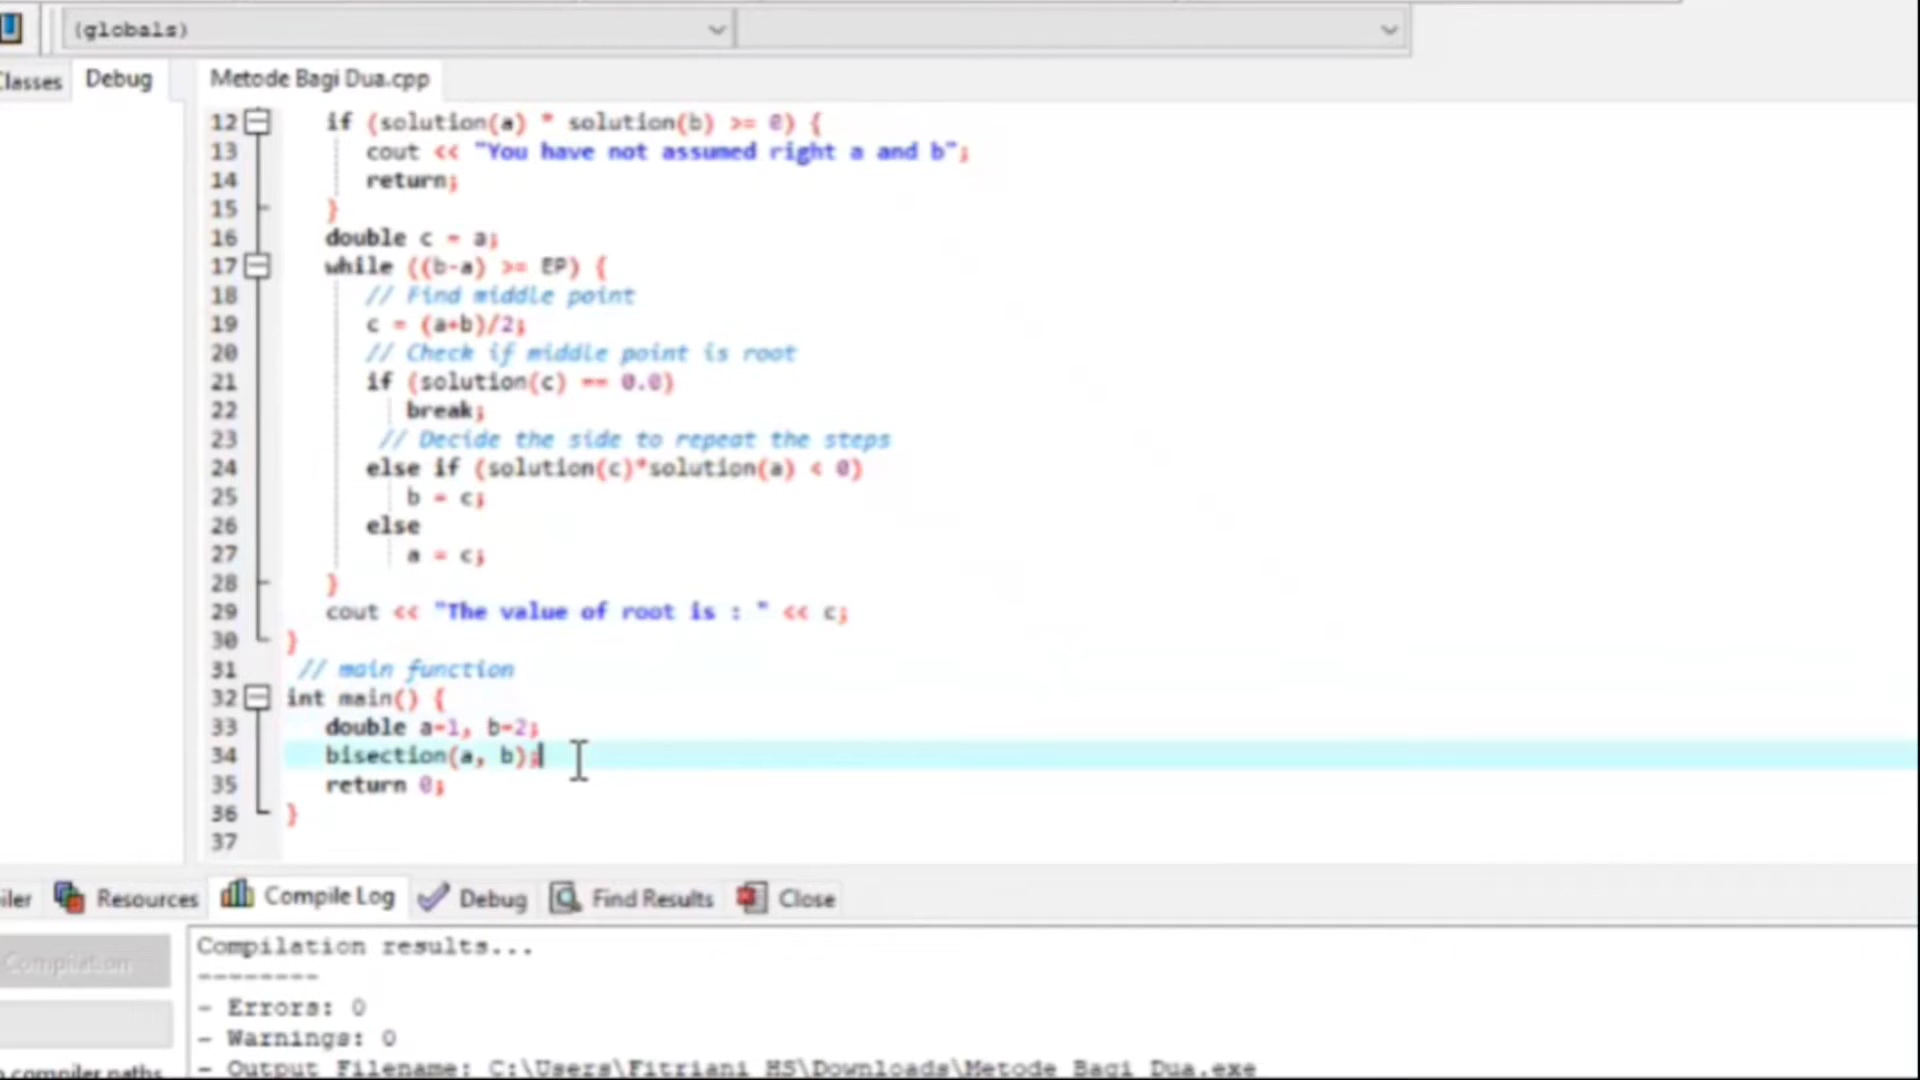 (globals)
Classes Debug Metode Bagi Dua.cpp
12 if (solution(a) * solution(b) >= 0) {
13 cout << "You have not assumed right a and b";
14 return;
15 }
16 double c = a;
17 while ((b-a) >= EP) {
18 // Find middle point
19 c = (a+b)/2;
20 // Check if middle point is root
21 if (solution(c) == 0.0)
22 break;
23 // Decide the side to repeat the steps
24 else if (solution(c)*solution(a) < 0)
25 b = c;
26 else
27 a = c;
28 }
29 cout << "The value of root is : " << c;
30 }
31 // main function
32 int main() {
33 double a=1, b=2;
34 bisection(a, b);
35 return 0;
36 }
37
iler Resources Compile Log Debug Find Results Close
Compilation
Compilation results...
--------
- Errors: 0
- Warnings: 0
compiler paths
- Output Filename: C:\Users\Fitriani HS\Downloads\Metode Bagi Dua.exe